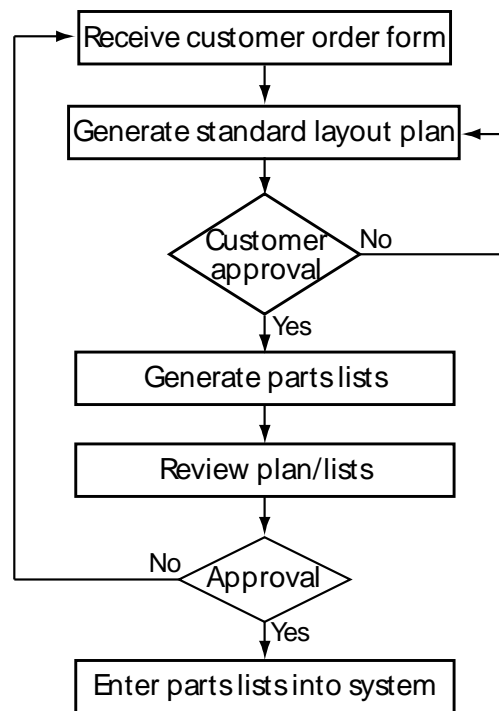 Receive customer order form
Generate standard layout plan
Customer
approval
No
Yes
Generate parts lists
Review plan/lists
No
Approval
Yes
Enter parts lists into system